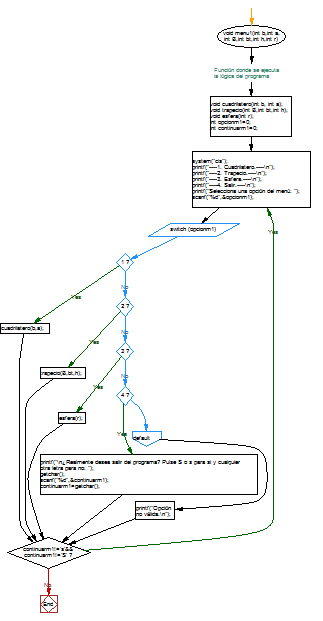 void menu1(int b,int a,
int B,int bt,int h,int r)
Función donde se ejecuta
la lógica del programa
void cuadrilatero(int b, int a);
void trapecio(int B,int bt,int h);
void esfera(int r);
int opcionm1=0;
int continuarm1=0;
system("cls");
printf("----1. Cuadrilatero.----\n");
printf("----2. Trapecio.----\n");
printf("----3. Esfera.----\n");
printf("----4. Salir.----\n");
printf("Selecciona una opción del menú: ");
scanf("%d",&opcionm1);
Yes
switch (opcionm1)
1 ?
No
Yes
2 ?
cuadrilatero(b,a);
No
Yes
3 ?
trapecio(B,bt,h);
No
Yes
4 ?
esfera(r);
Yes
default
printf("\n¿ Realmente deseas salir del programa? Pulse S o s para si y cualquier
otra letra para no. ");
getchar();
scanf("%d",&continuarm1);
continuarm1=getchar();
printf("Opción
no válida.\n");
continuarm1!='s'&&
continuarm1!='S' ?
No
End